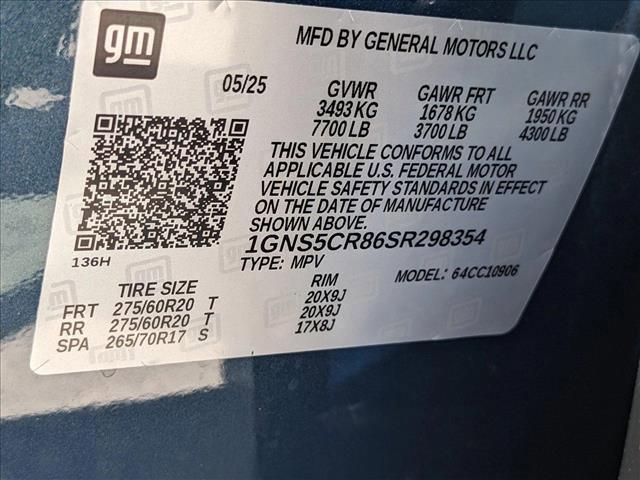 gm
MFD BY GENERAL MOTORS LLC
05/25 GVWR GAWR FRT GAWR RR
3493 KG 1678 KG 1950 KG
7700 LB 3700 LB 4300 LB
THIS VEHICLE CONFORMS TO ALL
APPLICABLE U.S. FEDERAL MOTOR
VEHICLE SAFETY STANDARDS IN EFFECT
ON THE DATE OF MANUFACTURE
SHOWN ABOVE.
136H
1GNS5CR86SR298354
TYPE: MPV MODEL: 64CC10906
TIRE SIZE RIM
FRT 275/60R20 T 20X9J
RR 275/60R20 T 20X9J
SPA 265/70R17 S 17X8J